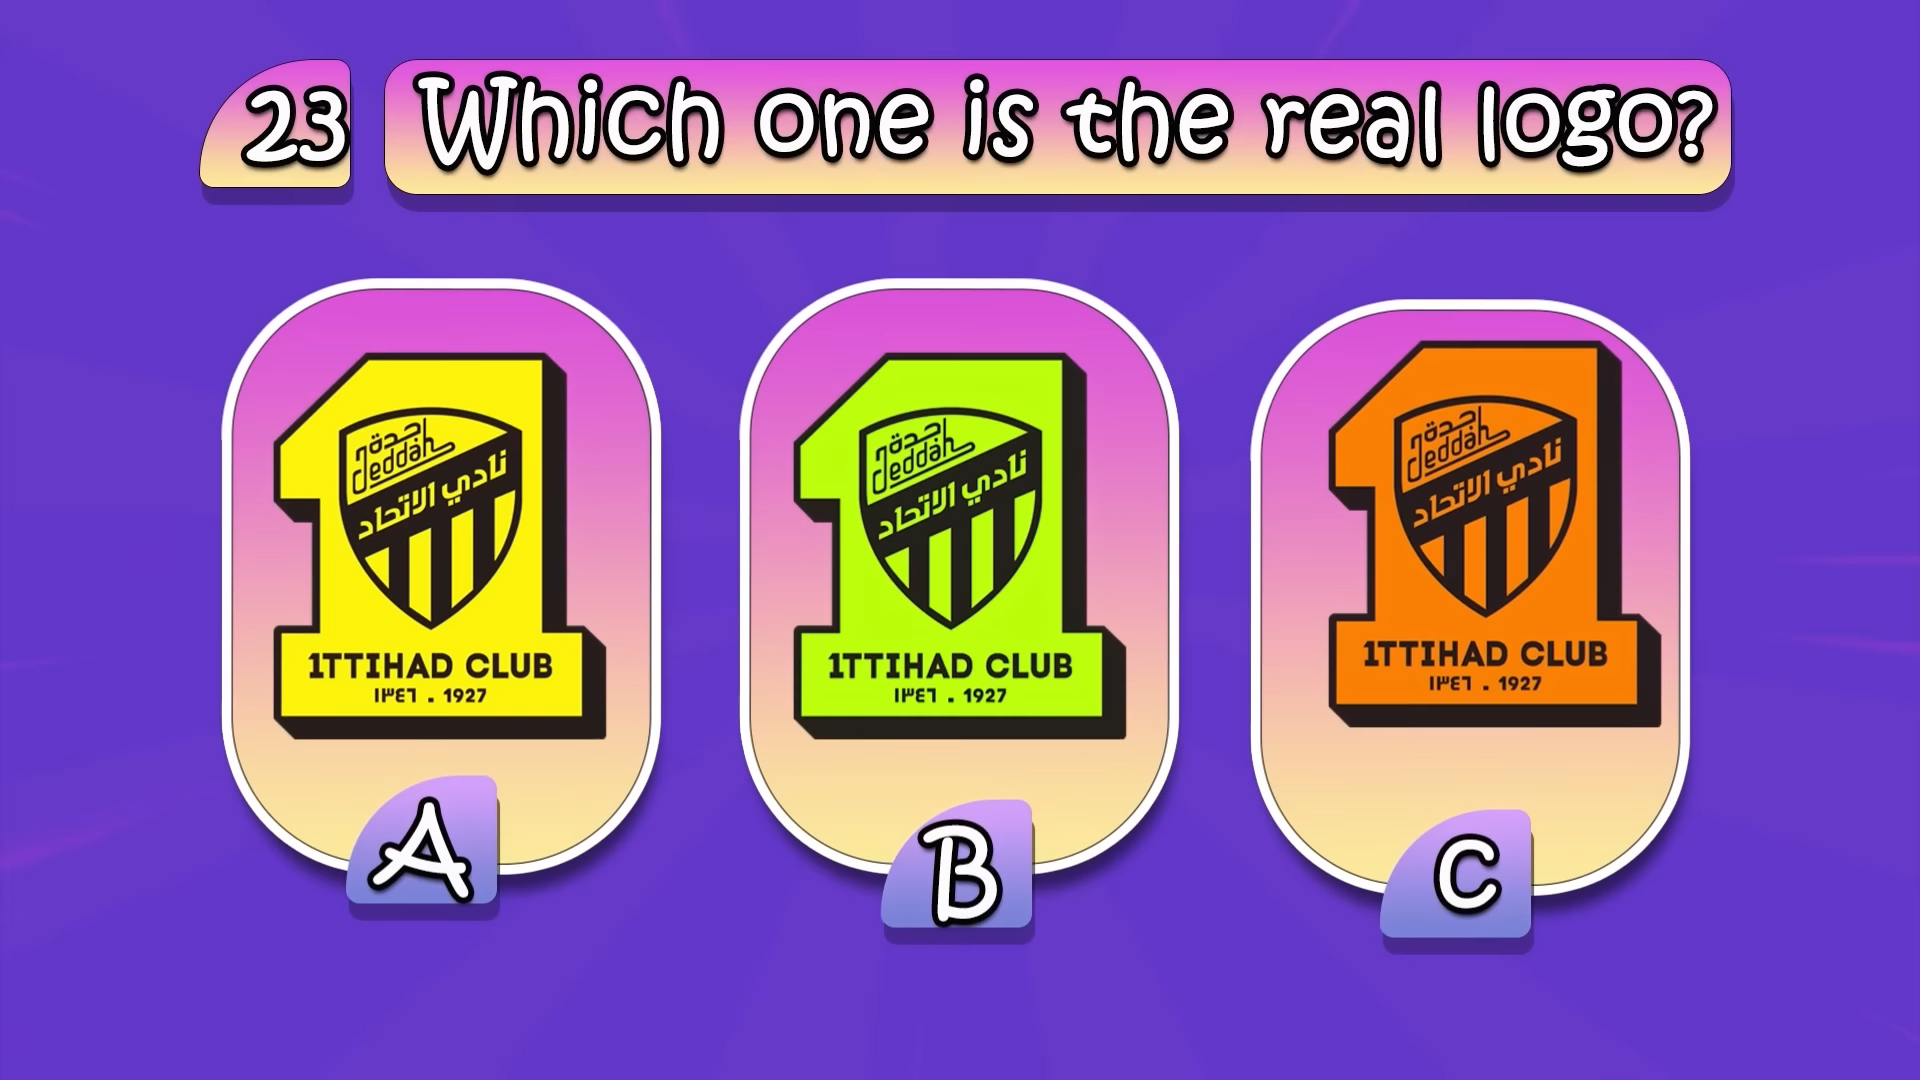 23 Which one is the real logo?
جدة
Jeddah
نادي الاتحاد
1TTIHAD CLUB
١٣٤٦ . 1927
جدة
Jeddah
نادي الاتحاد
1TTIHAD CLUB
١٣٤٦ . 1927
جدة
Jeddah
نادي الاتحاد
1TTIHAD CLUB
١٣٤٦ . 1927
A
B
C